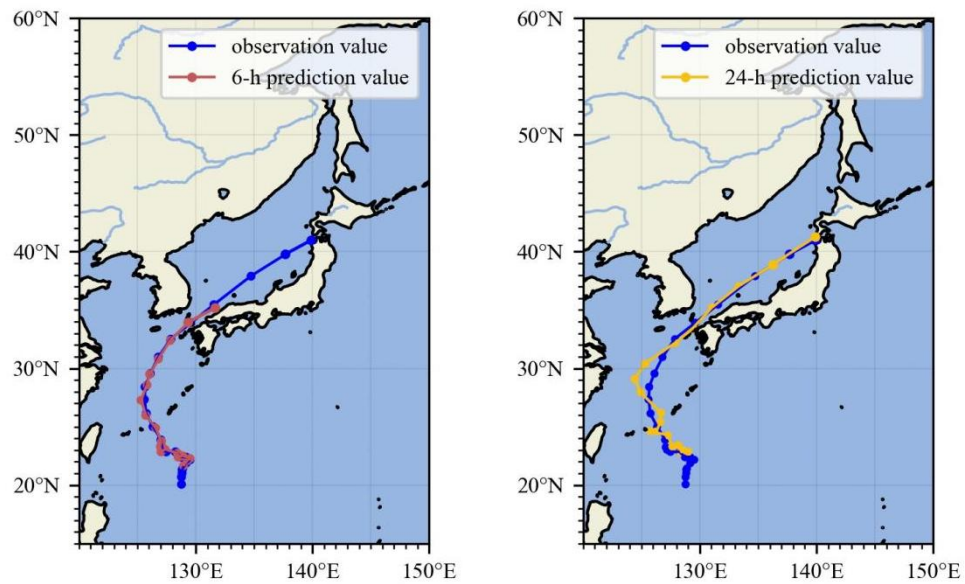 60°N
50°N
40°N
30°N
20°N
130°E 140°E 150°E
observation value
6-h prediction value
60°N
50°N
40°N
30°N
20°N
130°E 140°E 150°E
observation value
24-h prediction value